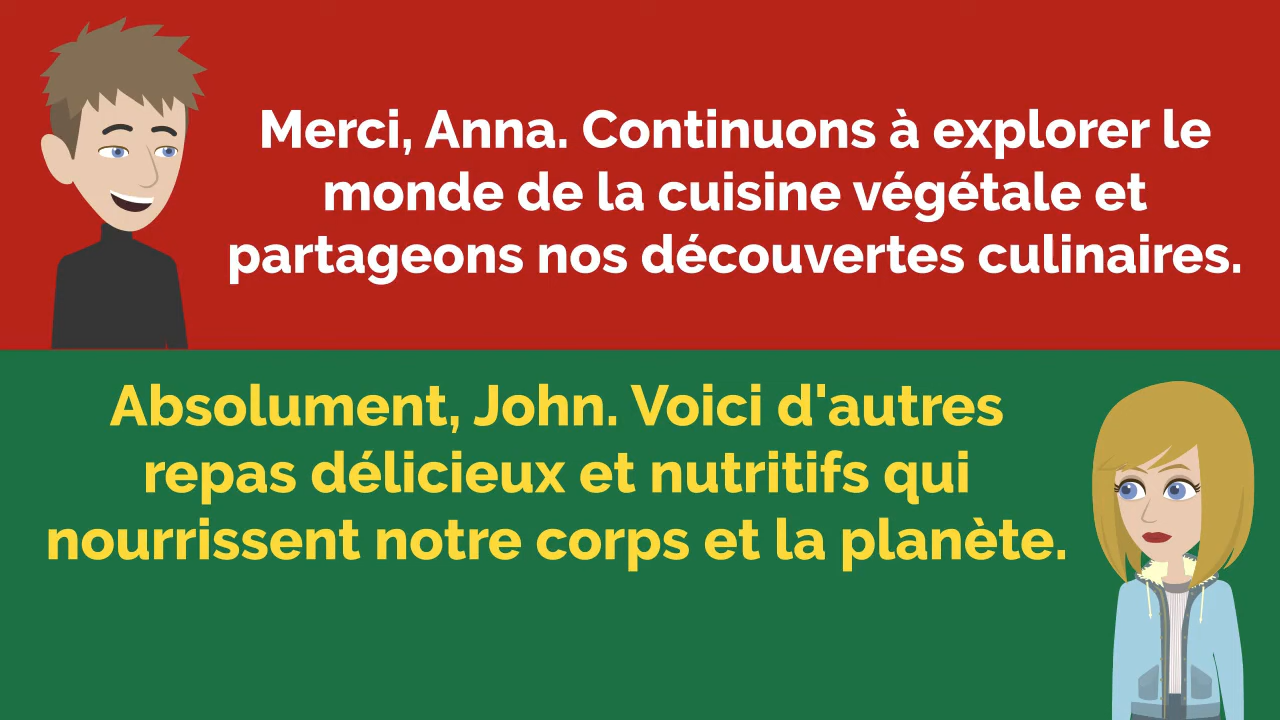 Merci, Anna. Continuons à explorer le
monde de la cuisine végétale et
partageons nos découvertes culinaires.
Absolument, John. Voici d'autres
repas délicieux et nutritifs qui
nourrissent notre corps et la planète.